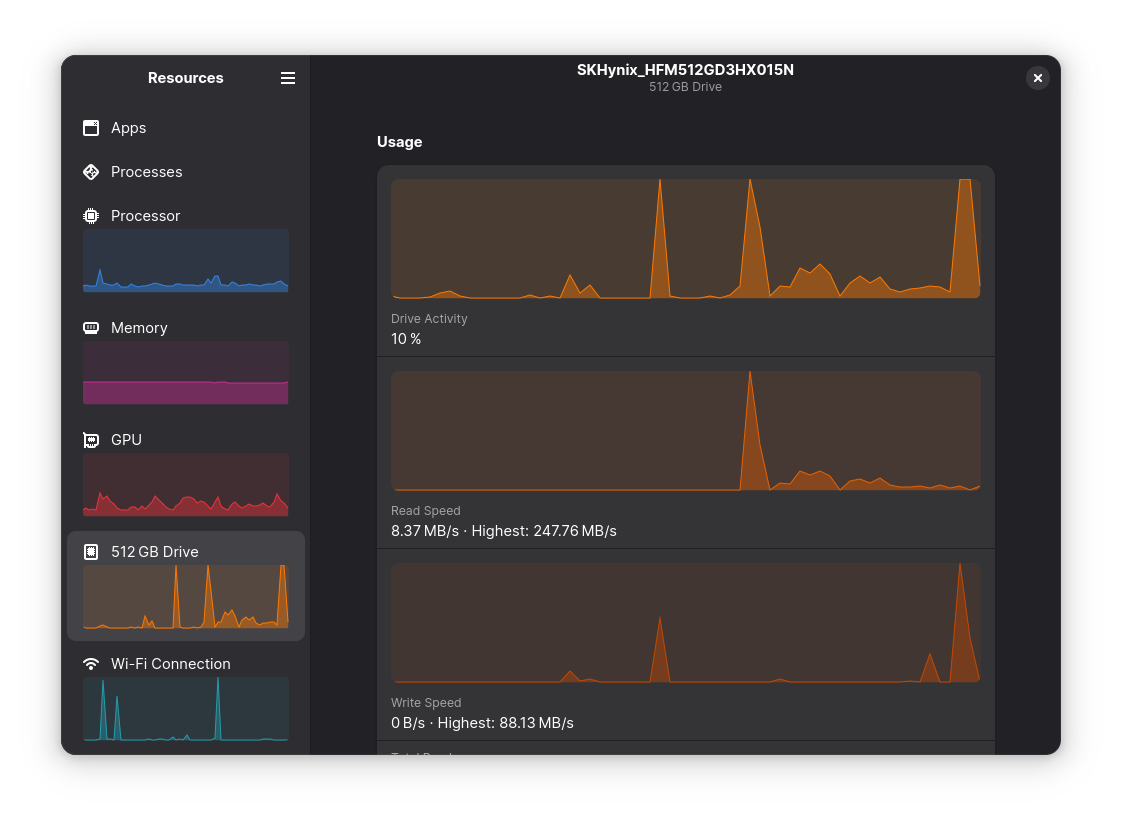 Resources
Apps
Processes
Processor
Memory
GPU
512 GB Drive
Wi-Fi Connection
SKHynix_HFM512GD3HX015N
512 GB Drive
Usage
Drive Activity
10 %
Read Speed
8.37 MB/s · Highest: 247.76 MB/s
Write Speed
0 B/s · Highest: 88.13 MB/s